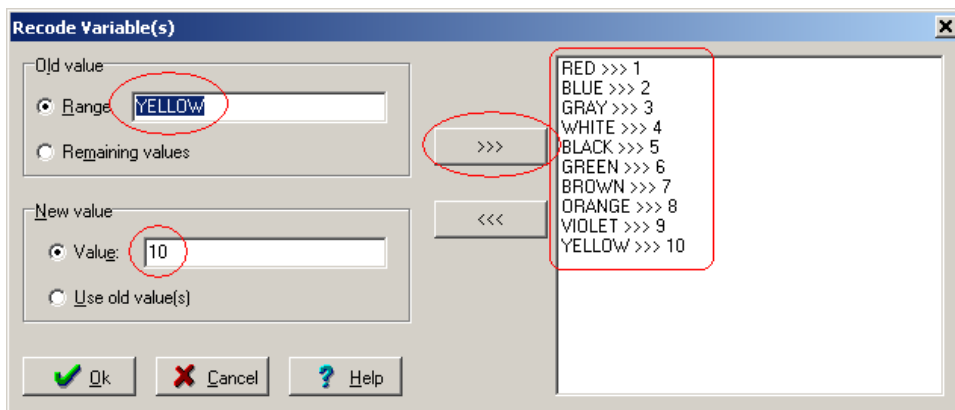 Recode Variable(s)
Old value
Range
YELLOW
Remaining values
New value
Value:
10
Use old value(s)
>>>
<<<
RED >>> 1
BLUE >>> 2
GRAY >>> 3
WHITE >>> 4
BLACK >>> 5
GREEN >>> 6
BROWN >>> 7
ORANGE >>> 8
VIOLET >>> 9
YELLOW >>> 10
Ok
Cancel
? Help